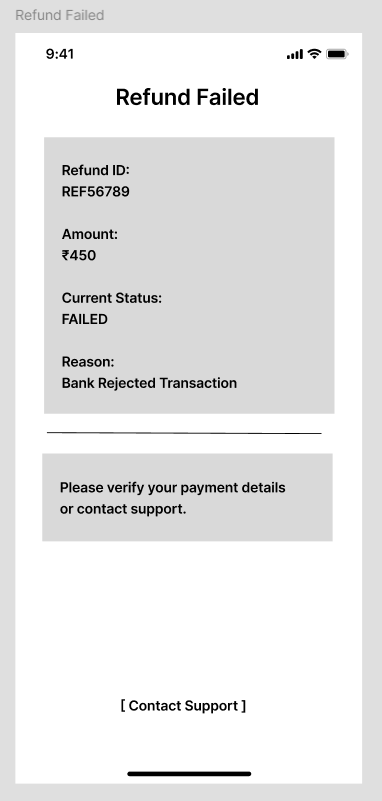 Refund Failed
9:41
Refund Failed
Refund ID:
REF56789
Amount:
₹450
Current Status:
FAILED
Reason:
Bank Rejected Transaction
Please verify your payment details
or contact support.
[ Contact Support ]